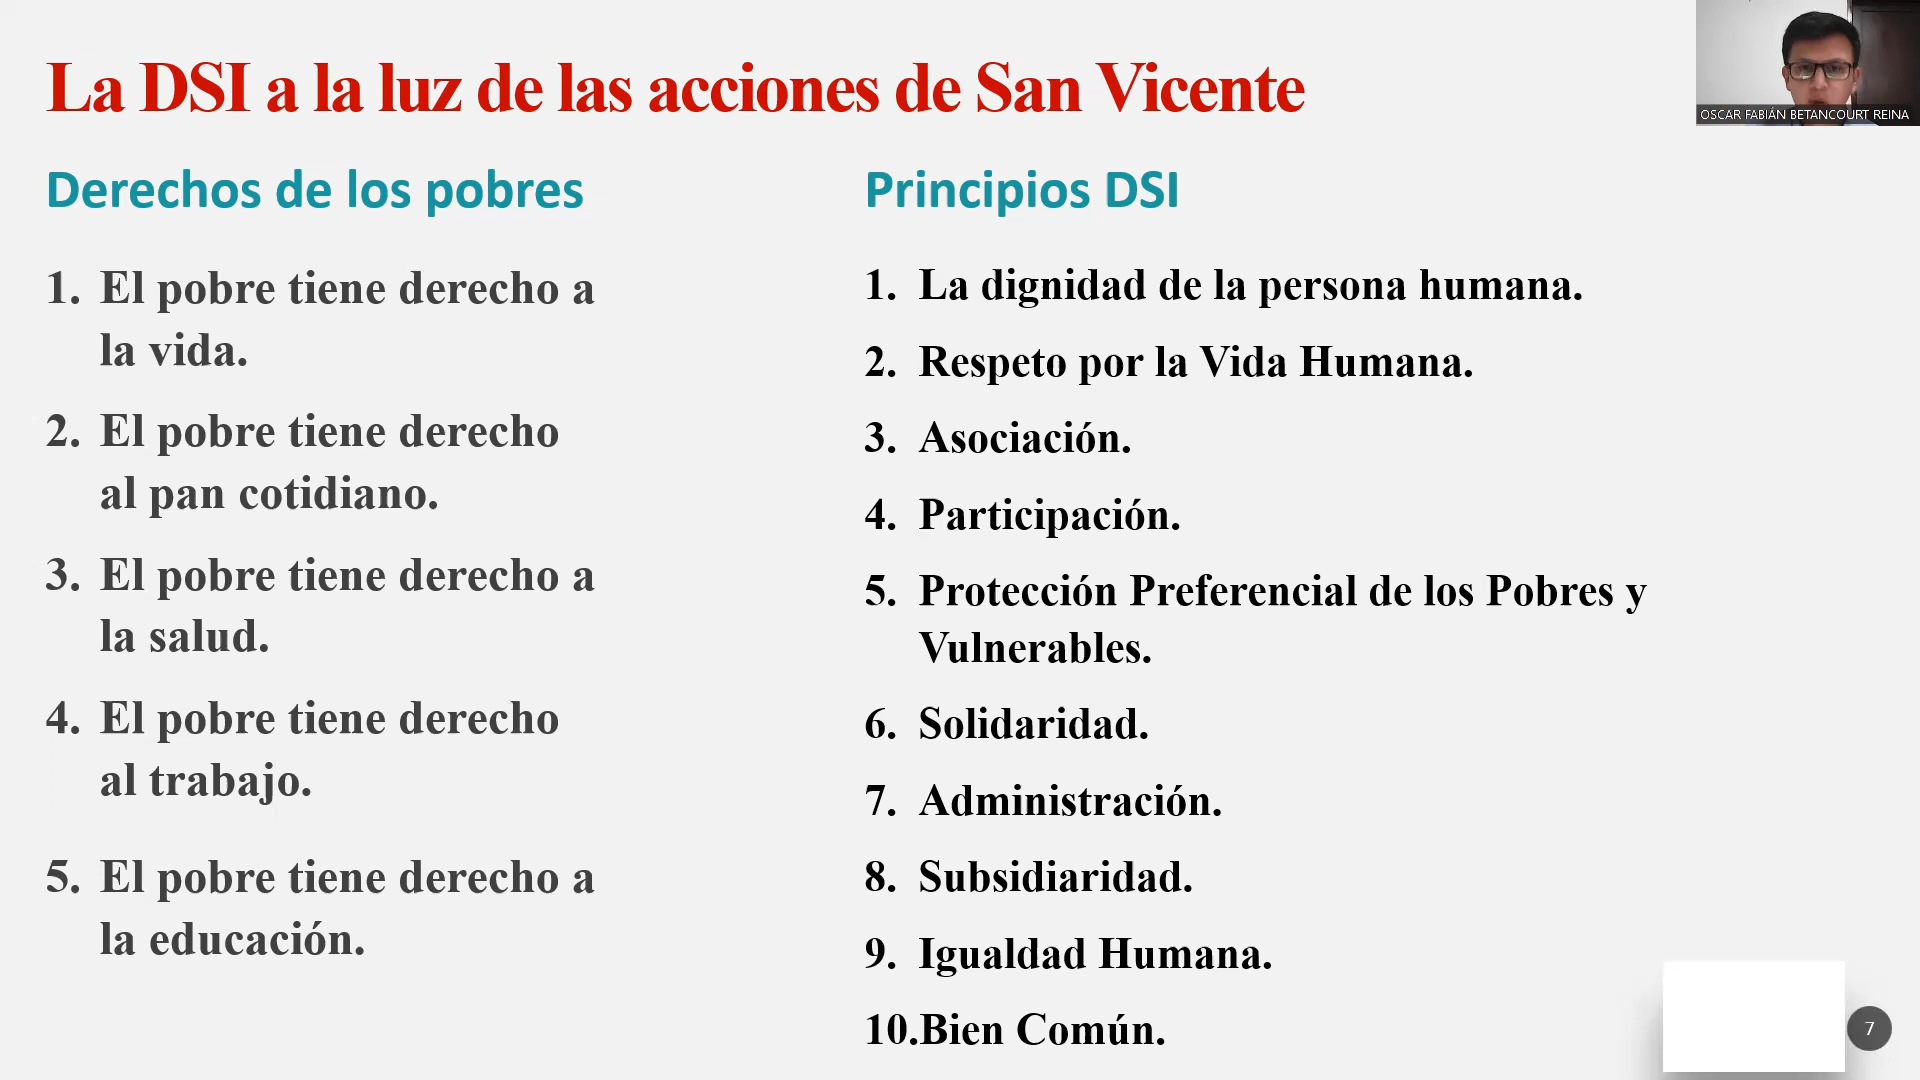 La DSI a la luz de las acciones de San Vicente
OSCAR FABIÁN BETANCOURT REINA
Derechos de los pobres
1. El pobre tiene derecho a
la vida.
2. El pobre tiene derecho
al pan cotidiano.
3. El pobre tiene derecho a
la salud.
4. El pobre tiene derecho
al trabajo.
5. El pobre tiene derecho a
la educación.
Principios DSI
1. La dignidad de la persona humana.
2. Respeto por la Vida Humana.
3. Asociación.
4. Participación.
5. Protección Preferencial de los Pobres y
Vulnerables.
6. Solidaridad.
7. Administración.
8. Subsidiaridad.
9. Igualdad Humana.
10.Bien Común.
7